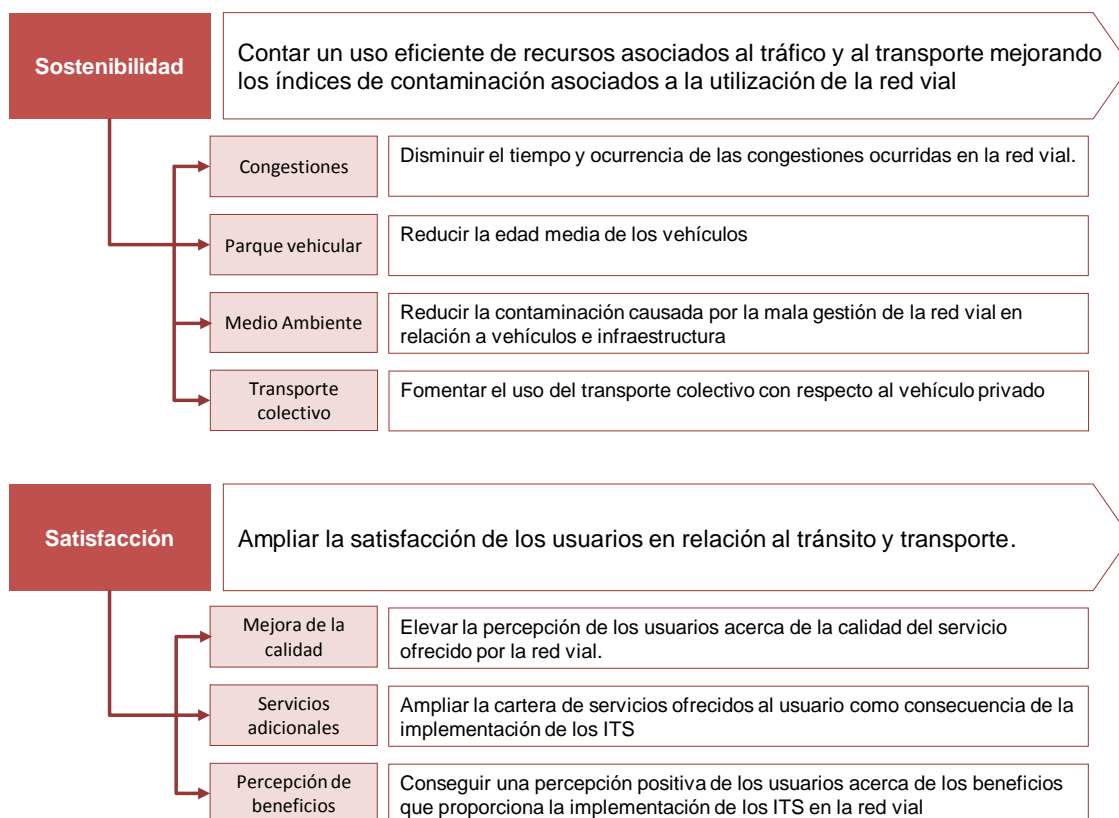 Sostenibilidad
Contar un uso eficiente de recursos asociados al tráfico y al transporte mejorando
los índices de contaminación asociados a la utilización de la red vial
Congestiones
Disminuir el tiempo y ocurrencia de las congestiones ocurridas en la red vial.
Parque vehicular
Reducir la edad media de los vehículos
Medio Ambiente
Reducir la contaminación causada por la mala gestión de la red vial en
relación a vehículos e infraestructura
Transporte
colectivo
Fomentar el uso del transporte colectivo con respecto al vehículo privado
Satisfacción
Ampliar la satisfacción de los usuarios en relación al tránsito y transporte.
Mejora de la
calidad
Elevar la percepción de los usuarios acerca de la calidad del servicio
ofrecido por la red vial.
Servicios
adicionales
Ampliar la cartera de servicios ofrecidos al usuario como consecuencia de la
implementación de los ITS
Percepción de
beneficios
Conseguir una percepción positiva de los usuarios acerca de los beneficios
que proporciona la implementación de los ITS en la red vial